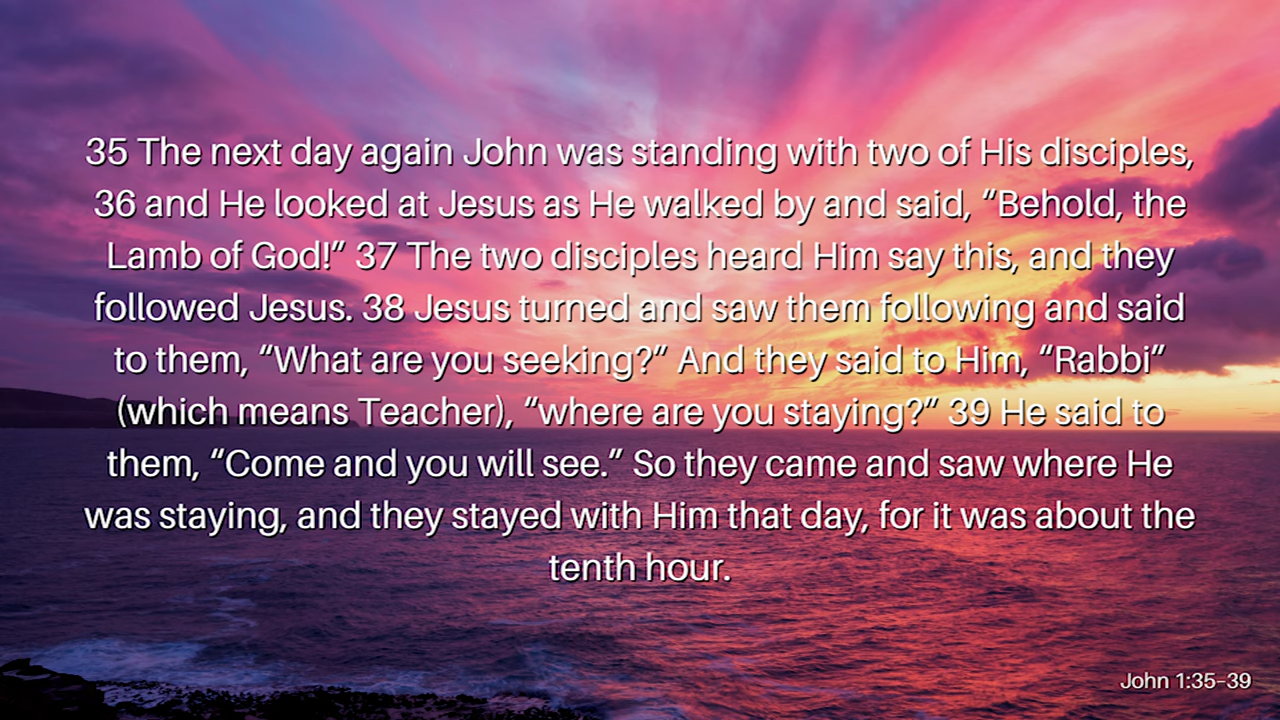 35 The next day again John was standing with two of His disciples,
36 and He looked at Jesus as He walked by and said, “Behold, the
Lamb of God!” 37 The two disciples heard Him say this, and they
followed Jesus. 38 Jesus turned and saw them following and said
to them, “What are you seeking?” And they said to Him, “Rabbi”
(which means Teacher), “where are you staying?” 39 He said to
them, “Come and you will see.” So they came and saw where He
was staying, and they stayed with Him that day, for it was about the
tenth hour.
John 1:35–39